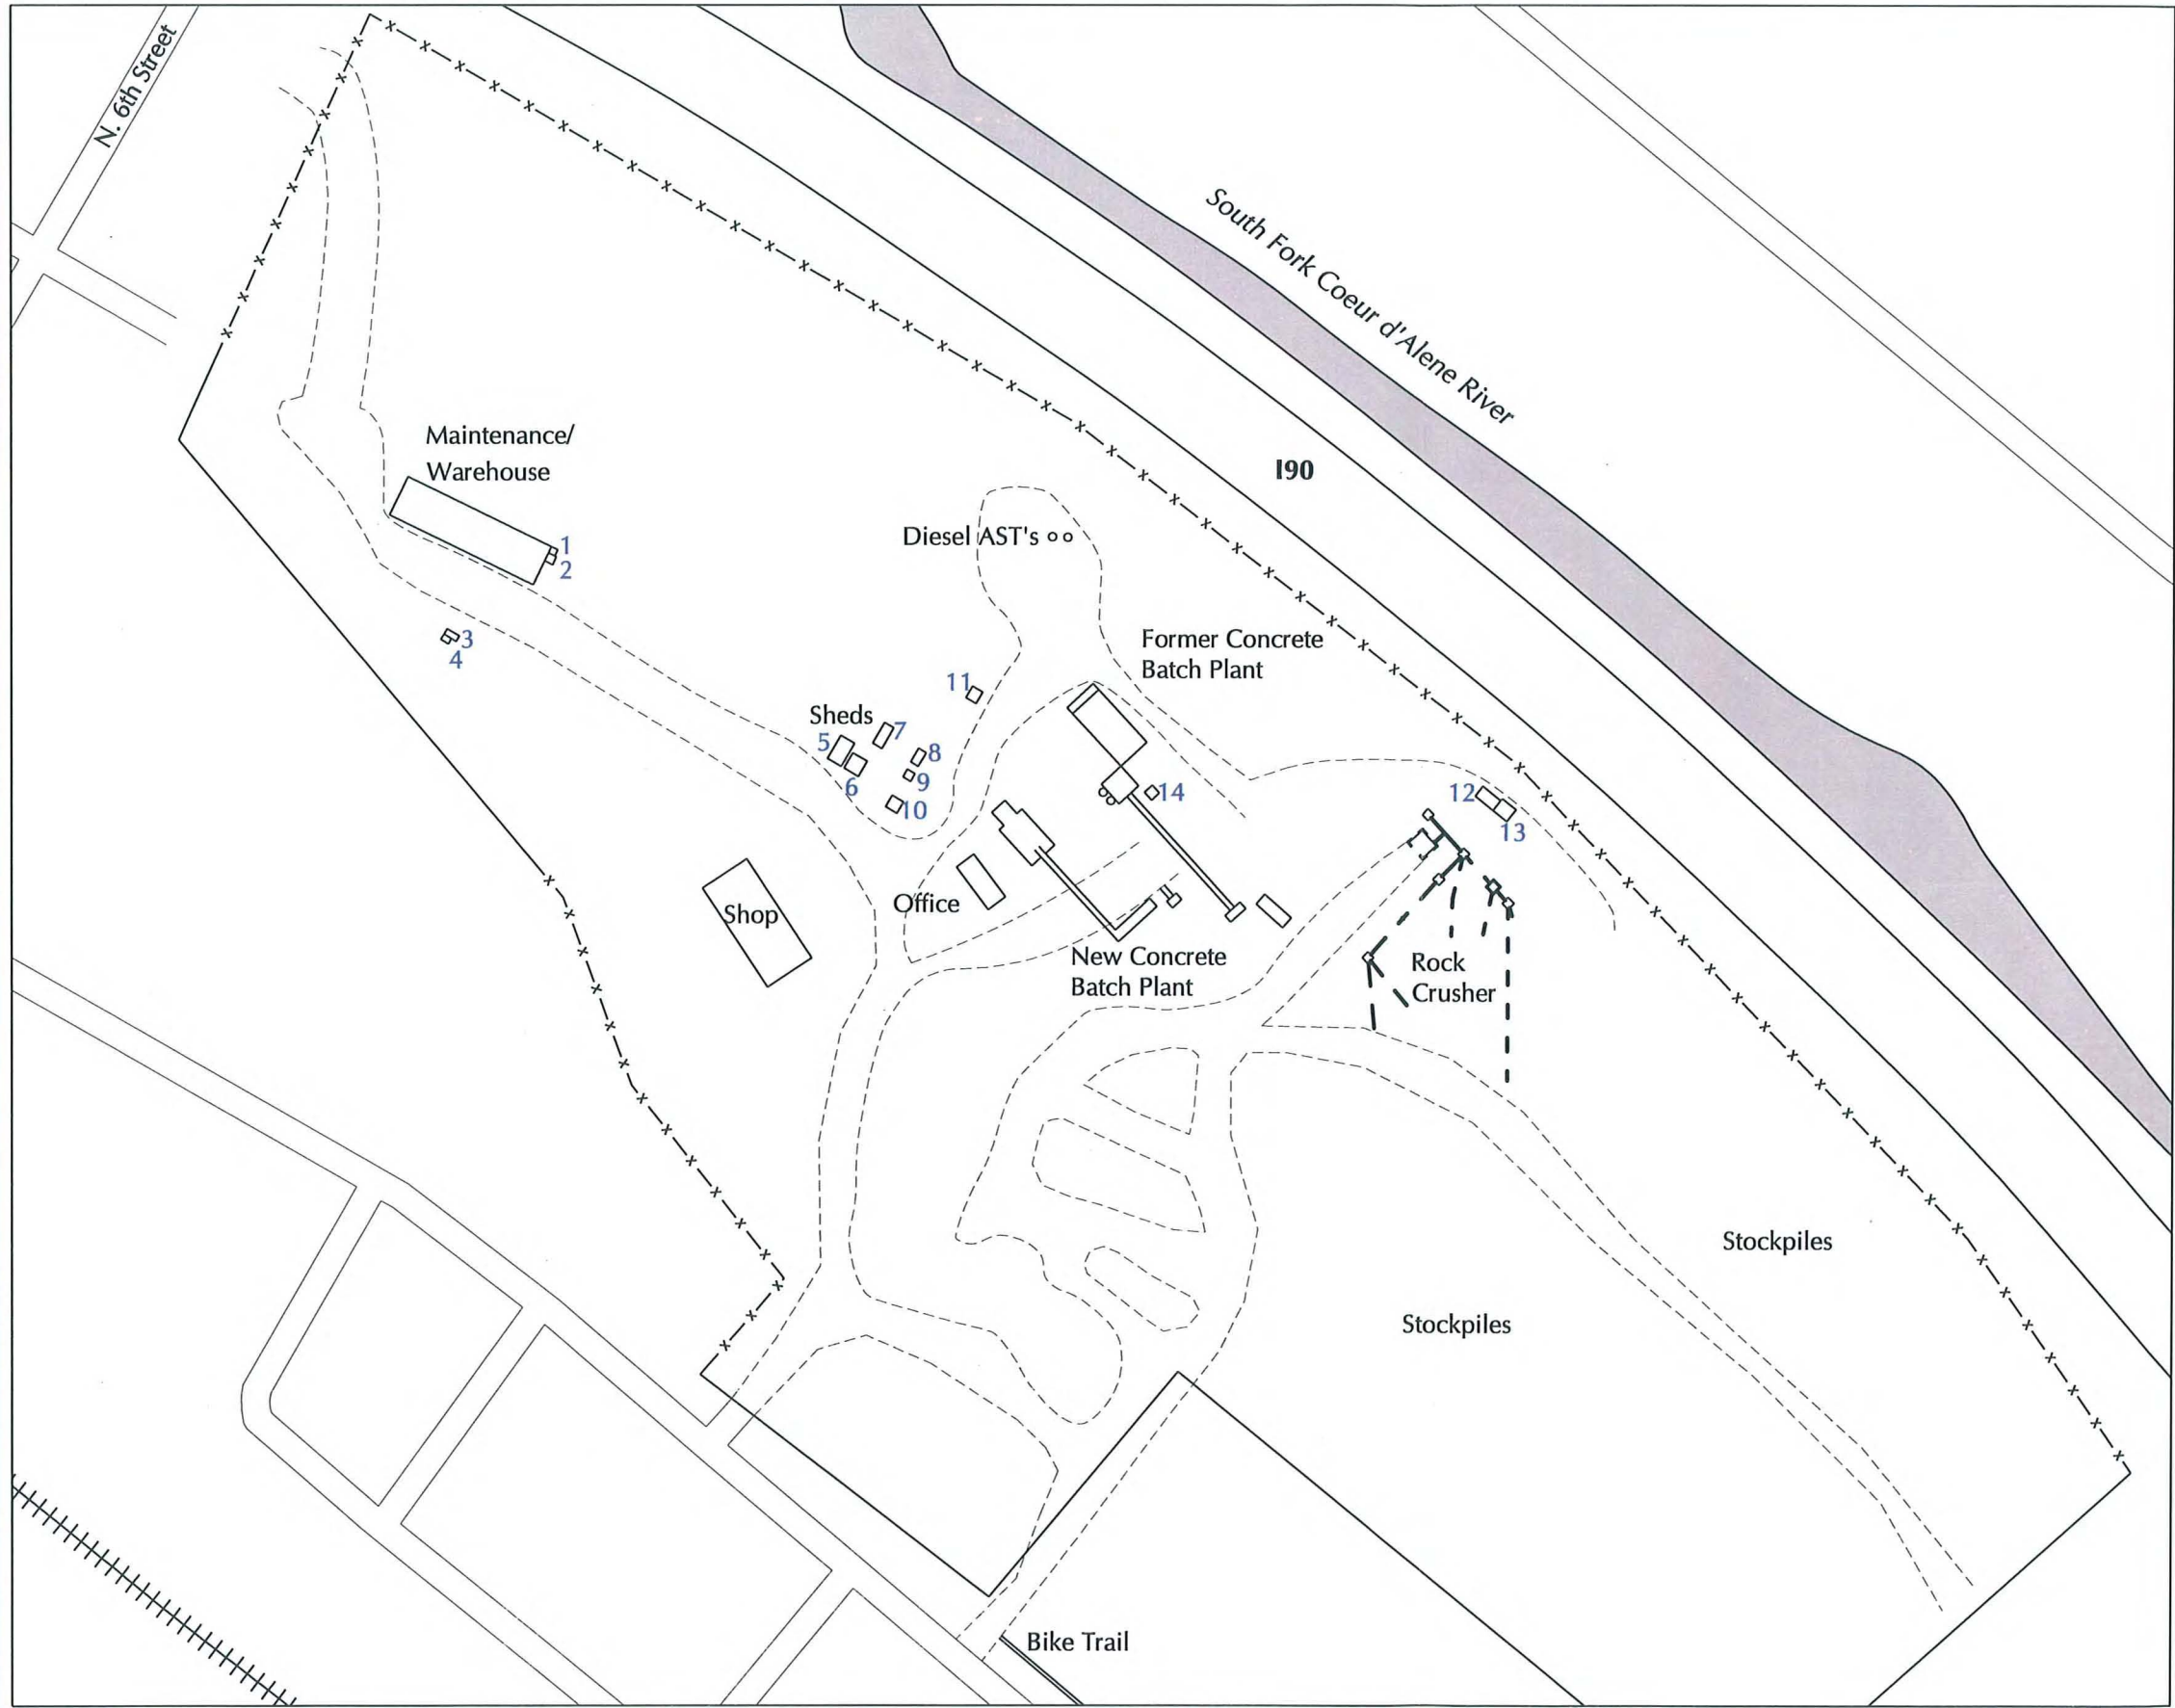 N. 6th Street
South Fork Coeur d'Alene River
I90
Maintenance/
Warehouse
1
2
3
4
Diesel AST's
Former Concrete
Batch Plant
11
Sheds
7
5
8
6
9
10
14
12
13
Office
Shop
New Concrete
Batch Plant
Rock
Crusher
Stockpiles
Stockpiles
Bike Trail